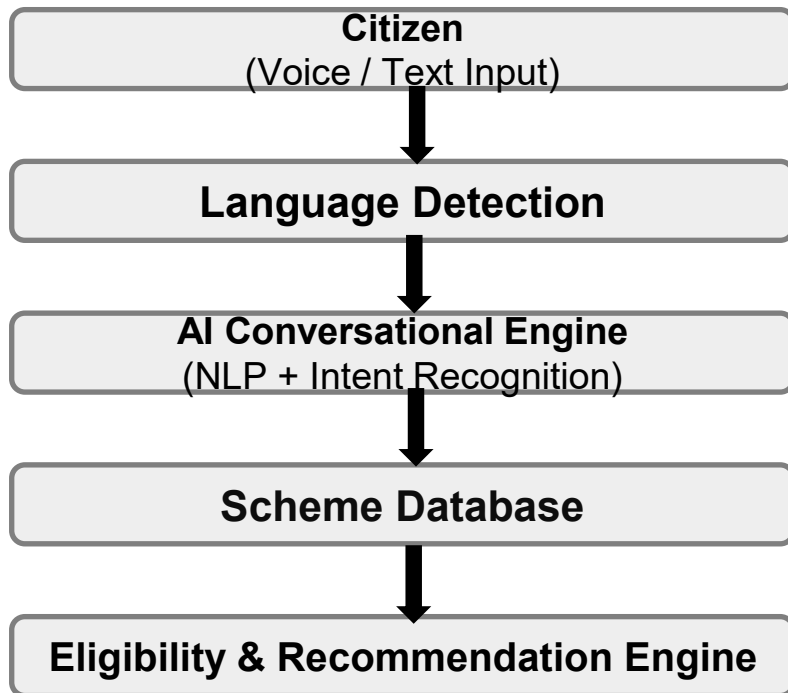 Citizen
(Voice / Text Input)
Language Detection
AI Conversational Engine
(NLP + Intent Recognition)
Scheme Database
Eligibility & Recommendation Engine